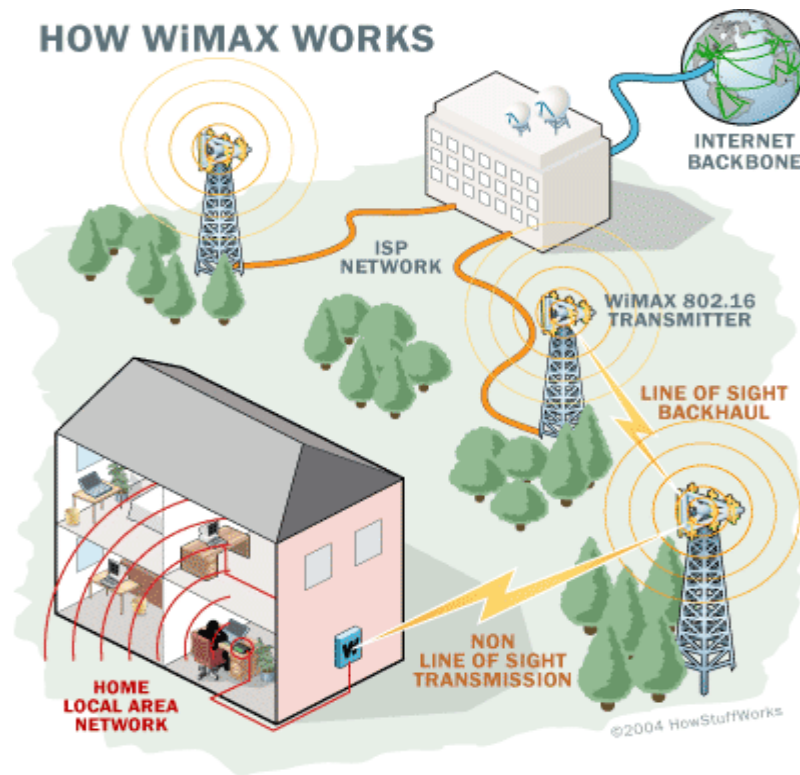 HOW WiMAX WORKS
INTERNET
BACKBONE
ISP
NETWORK
WiMAX 802.16
TRANSMITTER
LINE OF SIGHT
BACKHAUL
NON
LINE OF SIGHT
TRANSMISSION
HOME
LOCAL AREA
NETWORK
W
©2004 HowStuffWorks